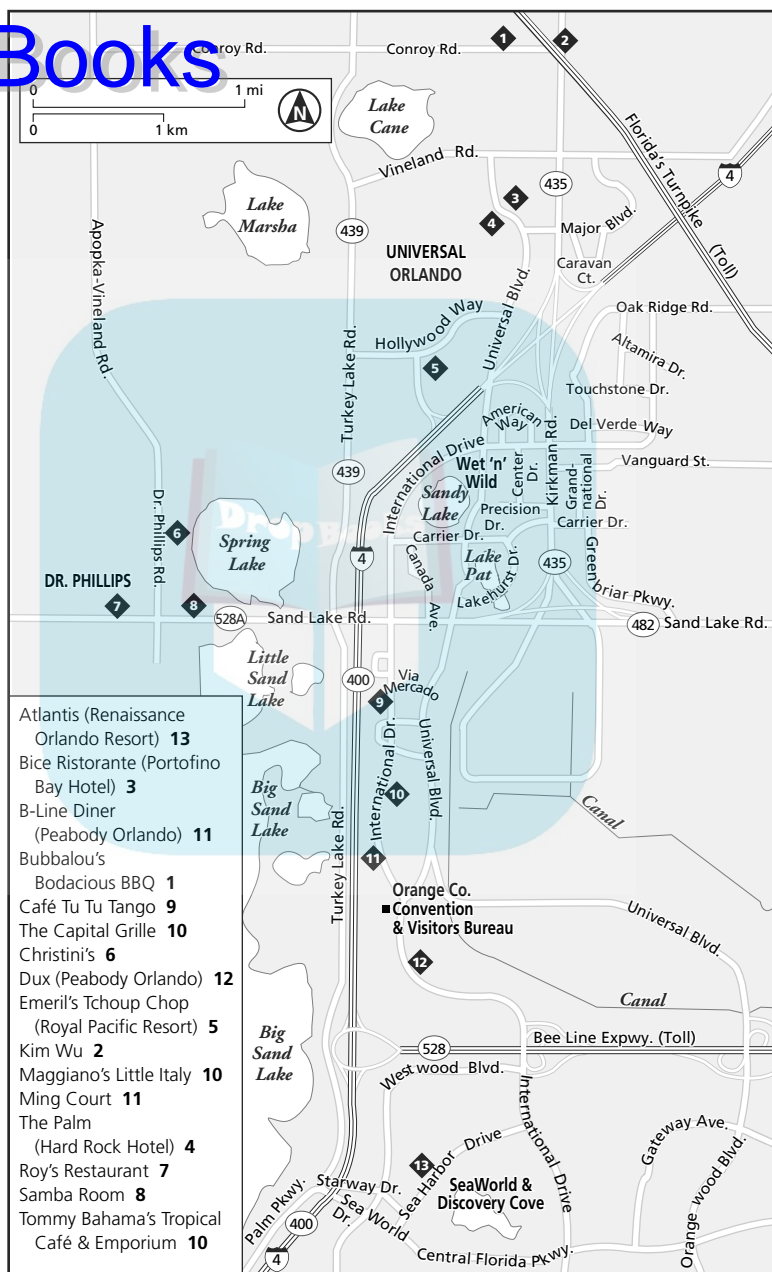 Books
0 1 mi
0 1 km
N
Conroy Rd.
Conroy Rd.
1
2
Lake
Cane
Florida's Turnpike (Toll)
4
Vineland Rd.
435
Lake
Marsha
439
3
4
Major Blvd.
UNIVERSAL
ORLANDO
Caravan
Ct.
Apopka-Vineland Rd.
Universal Blvd.
Oak Ridge Rd.
Hollywood Way
Turkey Lake Rd.
5
Altamira Dr.
Touchstone Dr.
American
Way
Del Verde Way
International Drive
Kirkman Rd.
439
Wet 'n'
Wild
Center
Dr.
Grand-
national
Dr.
Vanguard St.
Sandy
Lake
Dr. Phillips Rd.
Drop Books
Precision
Dr.
6
Spring
Lake
Carrier Dr.
Carrier Dr.
4
Canada Ave.
Lake
Pat
435
Lakehurst Dr.
Greenbriar Pkwy.
DR. PHILLIPS
7
8
528A
Sand Lake Rd.
482
Sand Lake Rd.
Little
Sand
Lake
400
Via
Mercado
9
International Dr.
Universal Blvd.
10
Big
Sand
Lake
Canal
Turkey Lake Rd.
11
Orange Co.
Convention
& Visitors Bureau
Universal Blvd.
12
Canal
Big
Sand
Lake
528
Bee Line Expwy. (Toll)
Westwood Blvd.
International Drive
Gateway Ave.
Orangewood Blvd.
13
Sea Harbor Drive
SeaWorld &
Discovery Cove
Starway Dr.
Palm Pkwy.
Sea World
Dr.
400
4
Central Florida Pkwy.
Atlantis (Renaissance
Orlando Resort) 13
Bice Ristorante (Portofino
Bay Hotel) 3
B-Line Diner
(Peabody Orlando) 11
Bubbalou's
Bodacious BBQ 1
Café Tu Tu Tango 9
The Capital Grille 10
Christini's 6
Dux (Peabody Orlando) 12
Emeril's Tchoup Chop
(Royal Pacific Resort) 5
Kim Wu 2
Maggiano's Little Italy 10
Ming Court 11
The Palm
(Hard Rock Hotel) 4
Roy's Restaurant 7
Samba Room 8
Tommy Bahama's Tropical
Café & Emporium 10